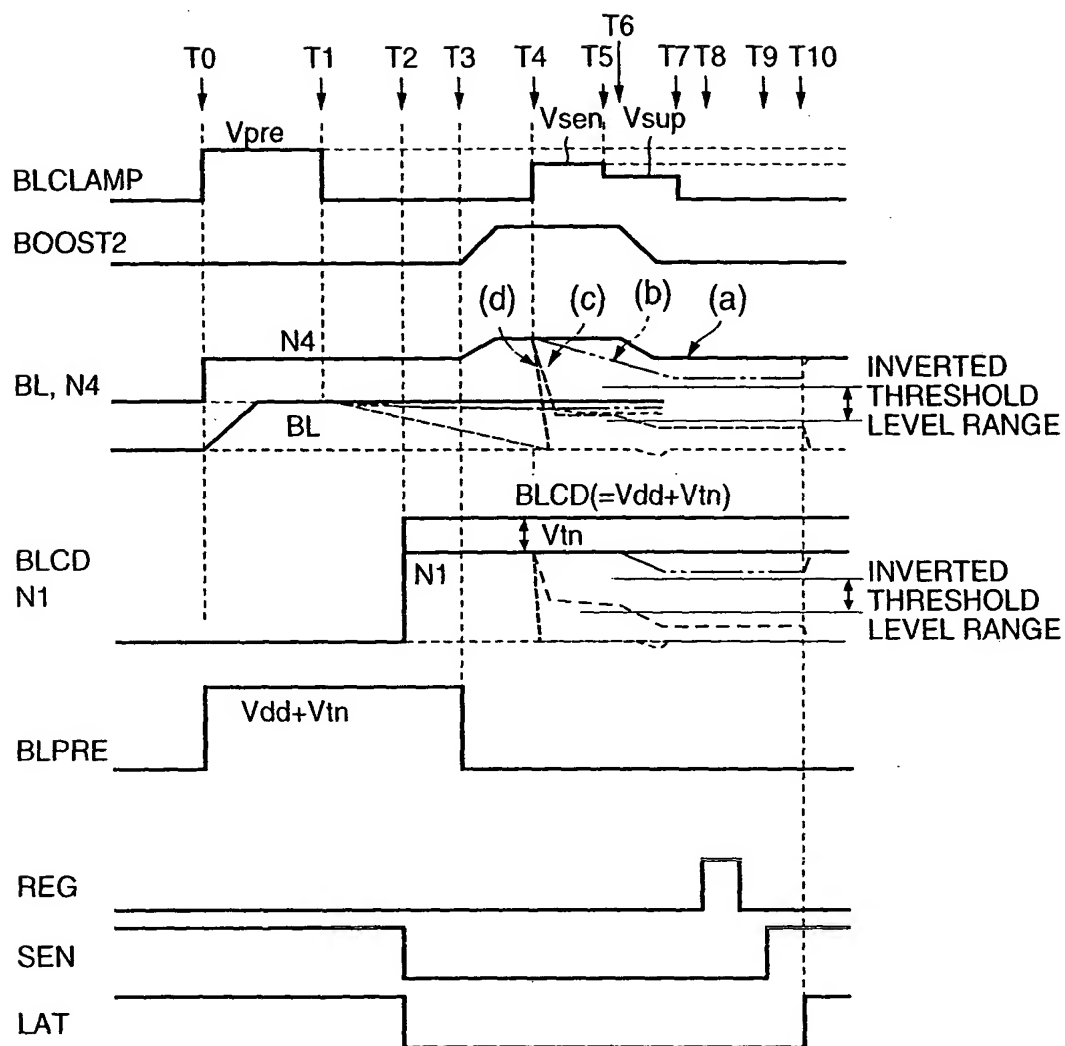 T6
T0 T1 T2 T3 T4 T5 T7 T8 T9 T10
Vpre Vsen Vsup
BLCLAMP
BOOST2
(d) (c) (b) (a)
N4
BL, N4
BL
INVERTED
THRESHOLD
LEVEL RANGE
BLCD(=Vdd+Vtn)
Vtn
BLCD
N1
N1
INVERTED
THRESHOLD
LEVEL RANGE
Vdd+Vtn
BLPRE
REG
SEN
LAT